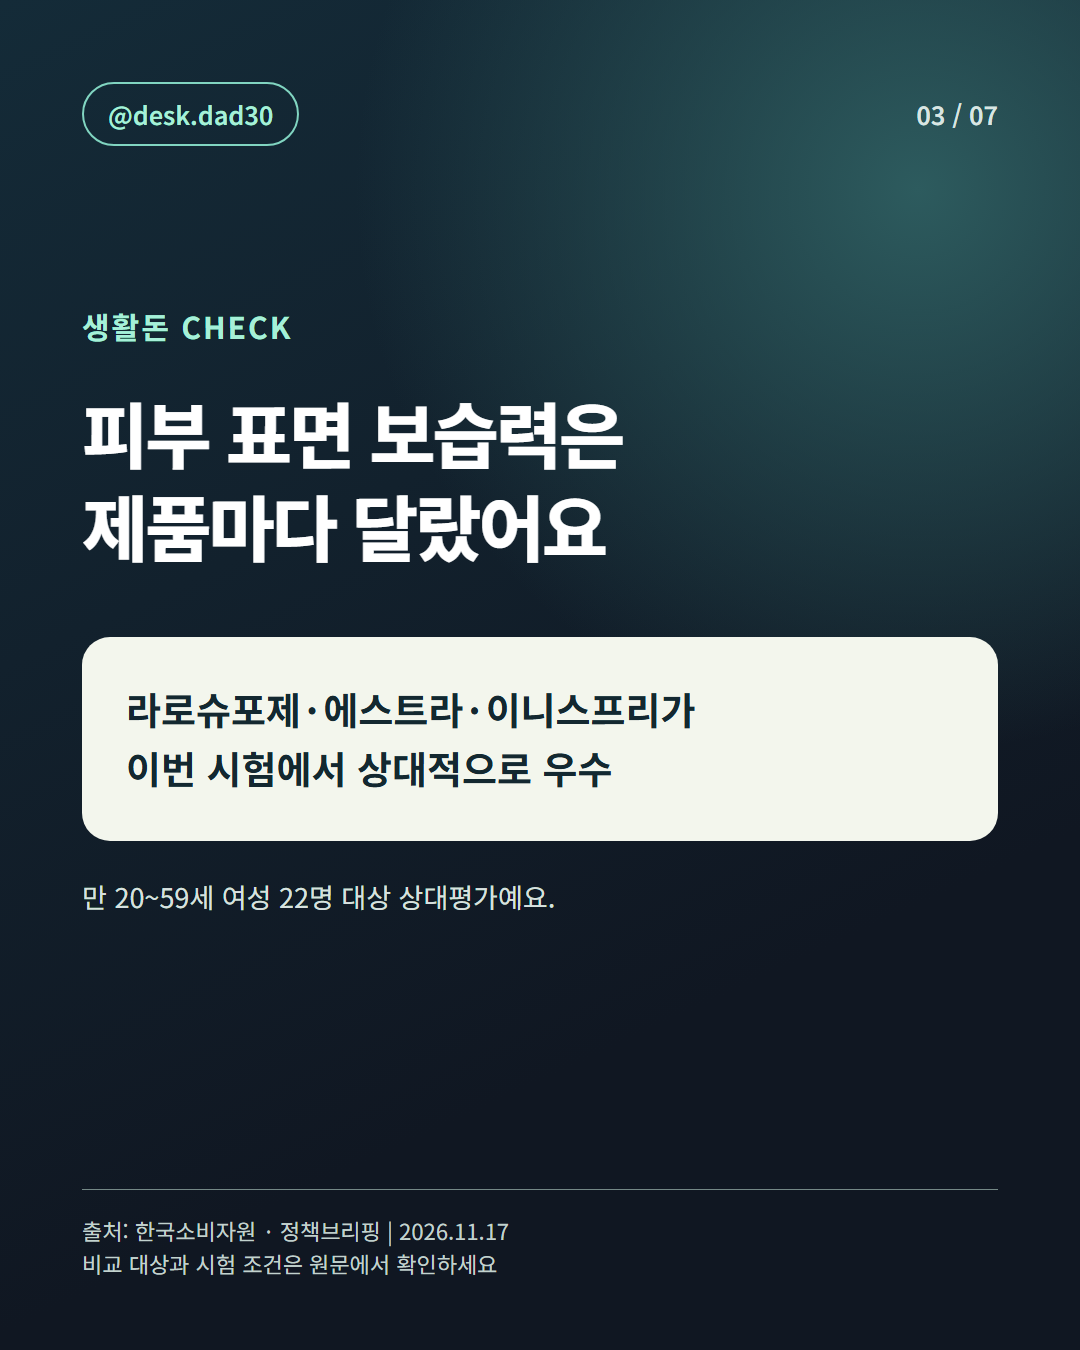 @desk.dad30
03 / 07
생활돈 CHECK
피부 표면 보습력은
제품마다 달랐어요
라로슈포제·에스트라·이니스프리가
이번 시험에서 상대적으로 우수
만 20~59세 여성 22명 대상 상대평가예요.
출처: 한국소비자원 · 정책브리핑 | 2026.11.17
비교 대상과 시험 조건은 원문에서 확인하세요